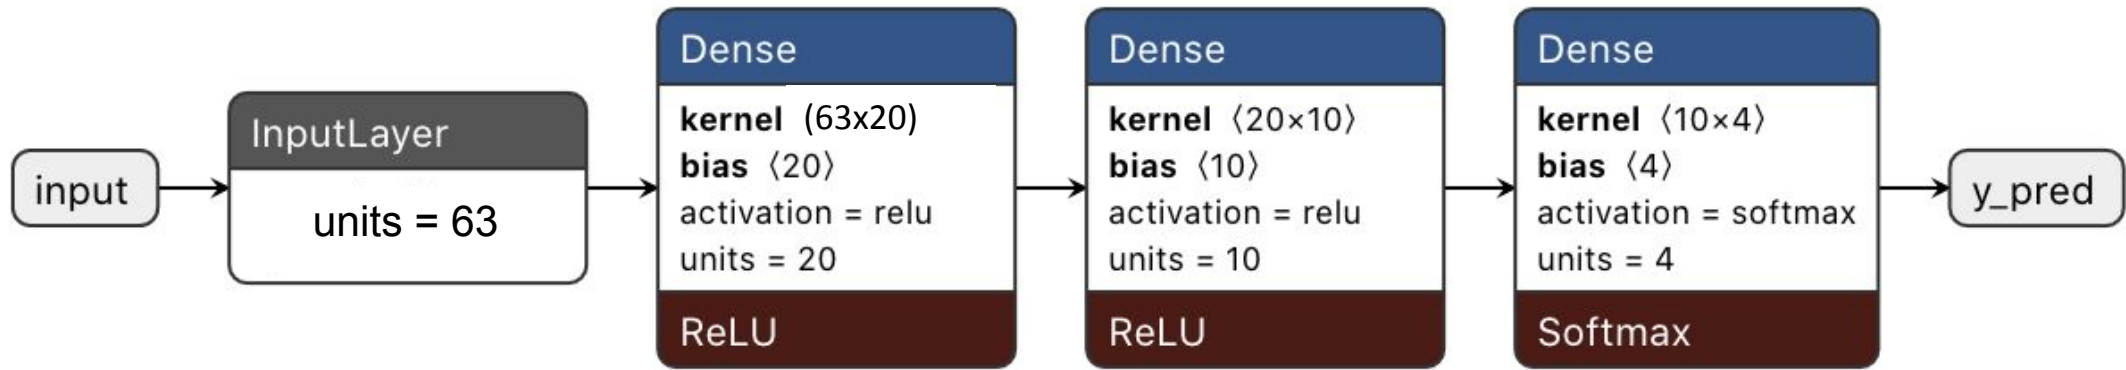 input
InputLayer
units = 63
Dense
kernel (63x20)
bias ⟨20⟩
activation = relu
units = 20
ReLU
Dense
kernel ⟨20×10⟩
bias ⟨10⟩
activation = relu
units = 10
ReLU
Dense
kernel ⟨10×4⟩
bias ⟨4⟩
activation = softmax
units = 4
Softmax
y_pred